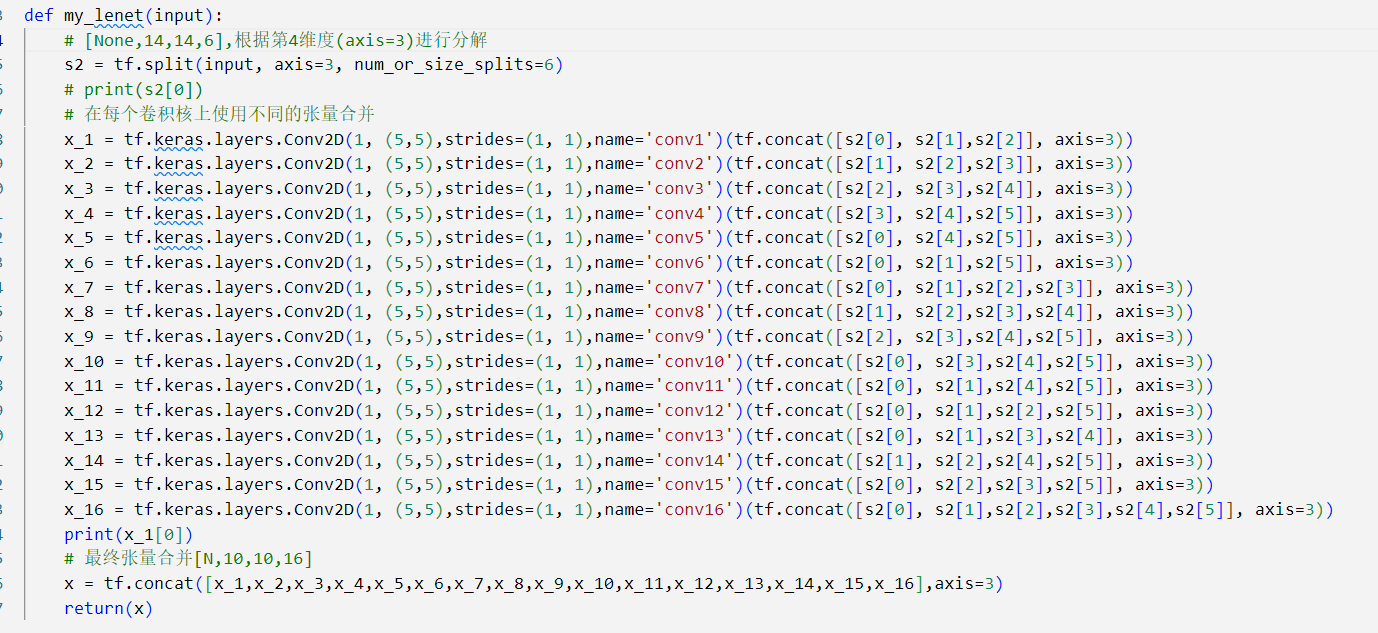 def my_lenet(input):
    # [None,14,14,6],根据第4维度(axis=3)进行分解
    s2 = tf.split(input, axis=3, num_or_size_splits=6)
    # print(s2[0])
    # 在每个卷积核上使用不同的张量合并
    x_1 = tf.keras.layers.Conv2D(1, (5,5),strides=(1, 1),name='conv1')(tf.concat([s2[0], s2[1],s2[2]], axis=3))
    x_2 = tf.keras.layers.Conv2D(1, (5,5),strides=(1, 1),name='conv2')(tf.concat([s2[1], s2[2],s2[3]], axis=3))
    x_3 = tf.keras.layers.Conv2D(1, (5,5),strides=(1, 1),name='conv3')(tf.concat([s2[2], s2[3],s2[4]], axis=3))
    x_4 = tf.keras.layers.Conv2D(1, (5,5),strides=(1, 1),name='conv4')(tf.concat([s2[3], s2[4],s2[5]], axis=3))
    x_5 = tf.keras.layers.Conv2D(1, (5,5),strides=(1, 1),name='conv5')(tf.concat([s2[0], s2[4],s2[5]], axis=3))
    x_6 = tf.keras.layers.Conv2D(1, (5,5),strides=(1, 1),name='conv6')(tf.concat([s2[0], s2[1],s2[5]], axis=3))
    x_7 = tf.keras.layers.Conv2D(1, (5,5),strides=(1, 1),name='conv7')(tf.concat([s2[0], s2[1],s2[2],s2[3]], axis=3))
    x_8 = tf.keras.layers.Conv2D(1, (5,5),strides=(1, 1),name='conv8')(tf.concat([s2[1], s2[2],s2[3],s2[4]], axis=3))
    x_9 = tf.keras.layers.Conv2D(1, (5,5),strides=(1, 1),name='conv9')(tf.concat([s2[2], s2[3],s2[4],s2[5]], axis=3))
    x_10 = tf.keras.layers.Conv2D(1, (5,5),strides=(1, 1),name='conv10')(tf.concat([s2[0], s2[3],s2[4],s2[5]], axis=3))
    x_11 = tf.keras.layers.Conv2D(1, (5,5),strides=(1, 1),name='conv11')(tf.concat([s2[0], s2[1],s2[4],s2[5]], axis=3))
    x_12 = tf.keras.layers.Conv2D(1, (5,5),strides=(1, 1),name='conv12')(tf.concat([s2[0], s2[1],s2[2],s2[5]], axis=3))
    x_13 = tf.keras.layers.Conv2D(1, (5,5),strides=(1, 1),name='conv13')(tf.concat([s2[0], s2[1],s2[3],s2[4]], axis=3))
    x_14 = tf.keras.layers.Conv2D(1, (5,5),strides=(1, 1),name='conv14')(tf.concat([s2[1], s2[2],s2[4],s2[5]], axis=3))
    x_15 = tf.keras.layers.Conv2D(1, (5,5),strides=(1, 1),name='conv15')(tf.concat([s2[0], s2[2],s2[3],s2[5]], axis=3))
    x_16 = tf.keras.layers.Conv2D(1, (5,5),strides=(1, 1),name='conv16')(tf.concat([s2[0], s2[1],s2[2],s2[3],s2[4],s2[5]], axis=3))
    print(x_1[0])
    # 最终张量合并[N,10,10,16]
    x = tf.concat([x_1,x_2,x_3,x_4,x_5,x_6,x_7,x_8,x_9,x_10,x_11,x_12,x_13,x_14,x_15,x_16],axis=3)
    return(x)